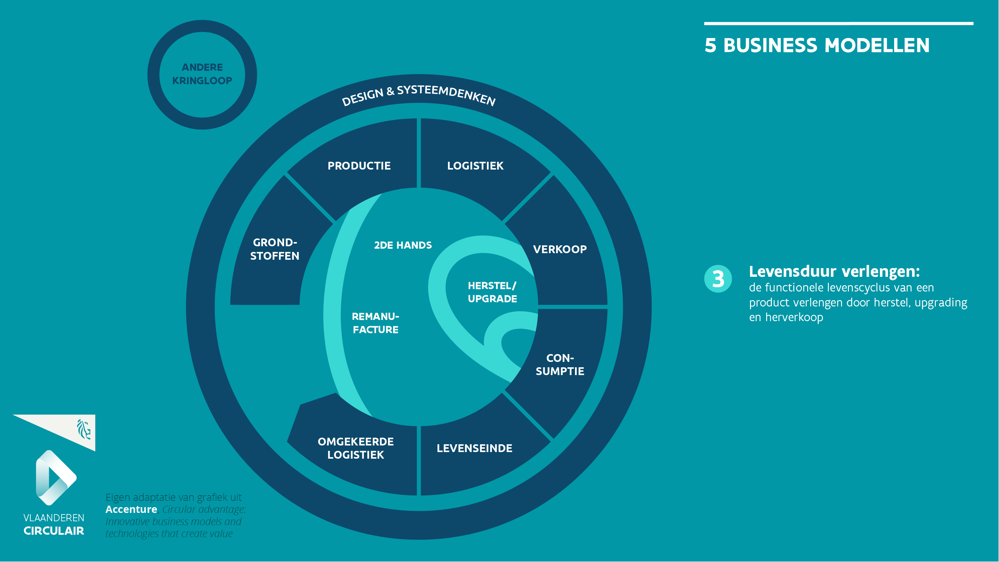 5 BUSINESS MODELLEN
ANDERE
KRINGLOOP
DESIGN & SYSTEEMDENKEN
PRODUCTIE
LOGISTIEK
GROND-
STOFFEN
2DE HANDS
VERKOOP
HERSTEL/
UPGRADE
REMANU-
FACTURE
CON-
SUMPTIE
OMGEKEERDE
LOGISTIEK
LEVENSEINDE
3
Levensduur verlengen:
de functionele levenscyclus van een
product verlengen door herstel, upgrading
en herverkoop
VLAANDEREN
CIRCULAIR
Eigen adaptatie van grafiek uit
Accenture, Circular advantage:
Innovative business models and
technologies that create value